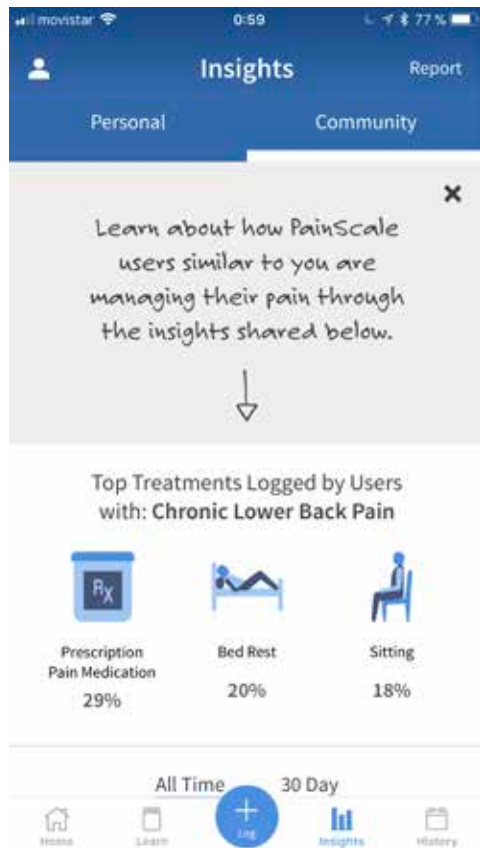 movistar 0:59 77 %
Insights Report
Personal Community
Learn about how PainScale
users similar to you are
managing their pain through
the insights shared below.
Top Treatments Logged by Users
with: Chronic Lower Back Pain
Rx
Prescription
Pain Medication
29%
Bed Rest
20%
Sitting
18%
All Time 30 Day
Home Learn Log Insights History